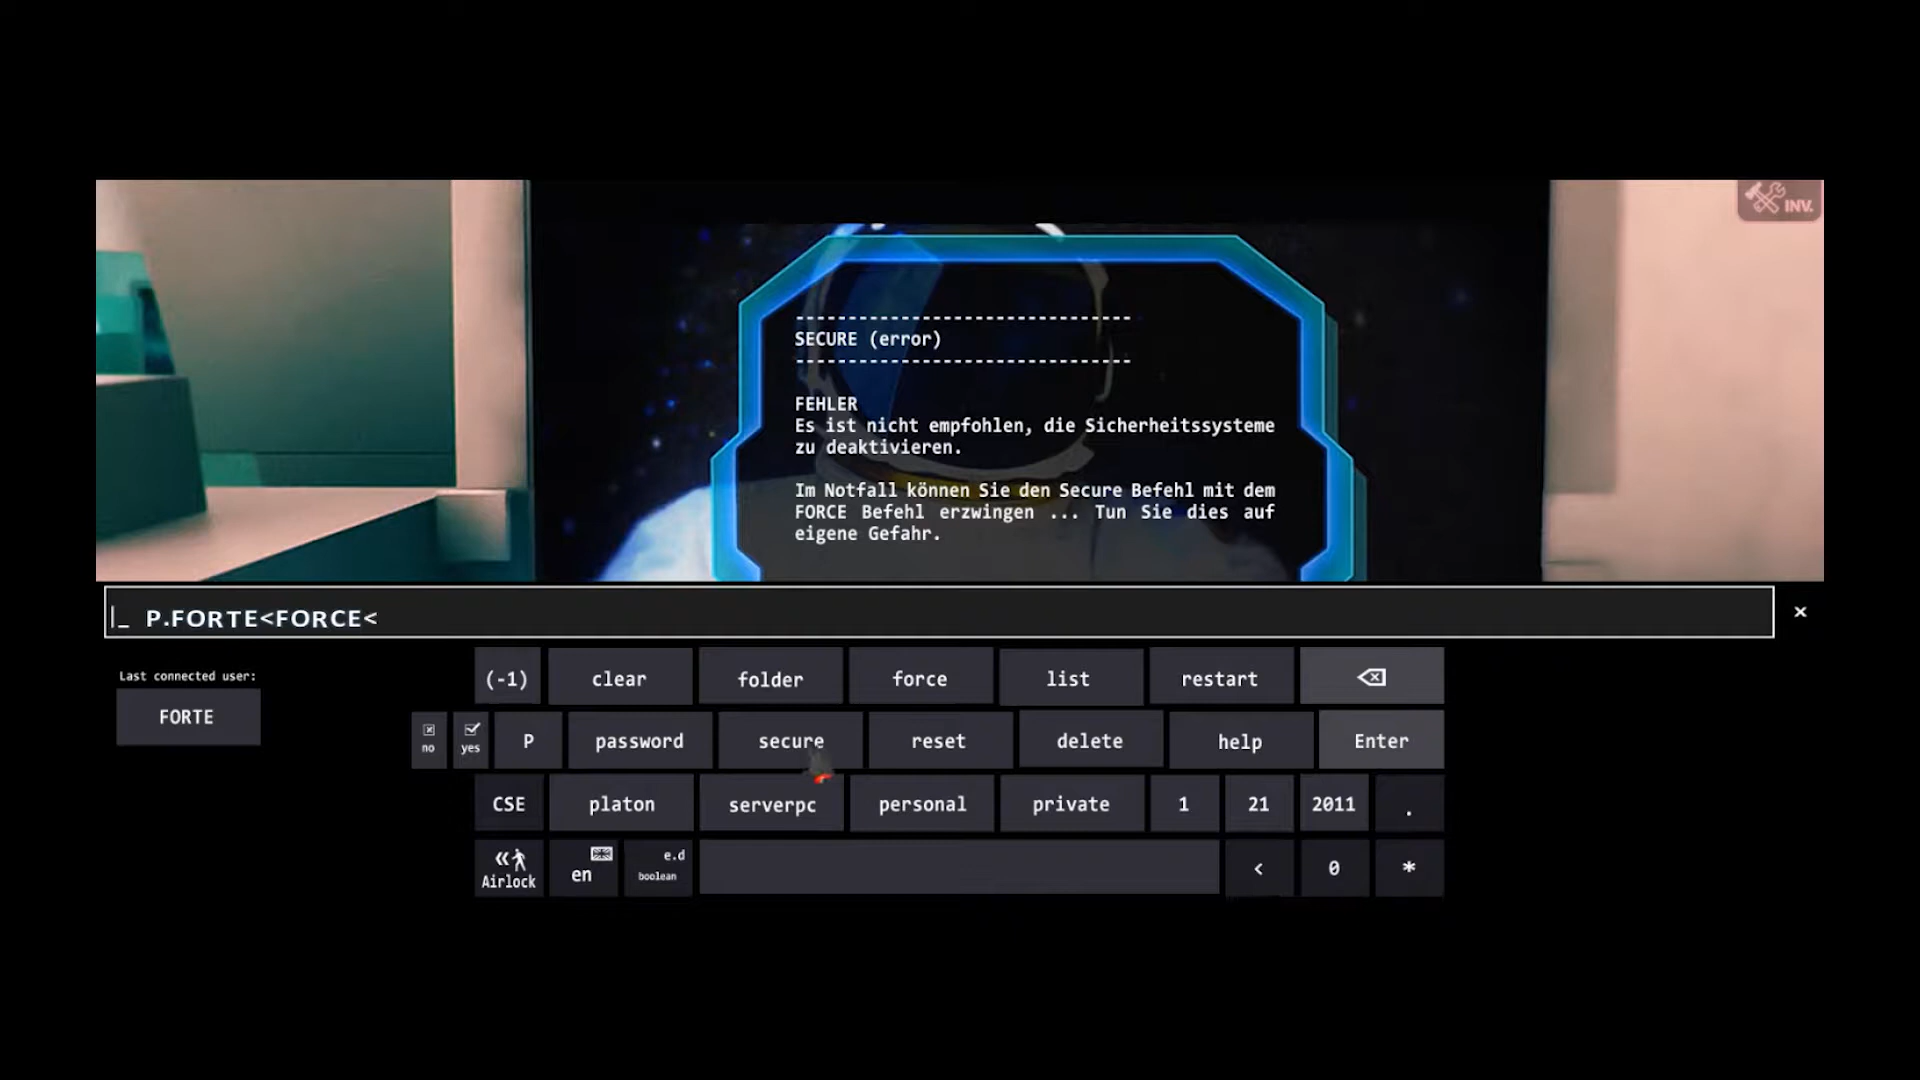 INV.
--------------------------------
SECURE (error)
--------------------------------
FEHLER
Es ist nicht empfohlen, die Sicherheitssysteme
zu deaktivieren.
Im Notfall können Sie den Secure Befehl mit dem
FORCE Befehl erzwingen ... Tun Sie dies auf
eigene Gefahr.
|_ P.FORTE<FORCE<
×
Last connected user:
FORTE
(-1) clear folder force list restart
no yes P password secure reset delete help Enter
CSE platon serverpc personal private 1 21 2011 .
« Airlock en e.d boolean < 0 *